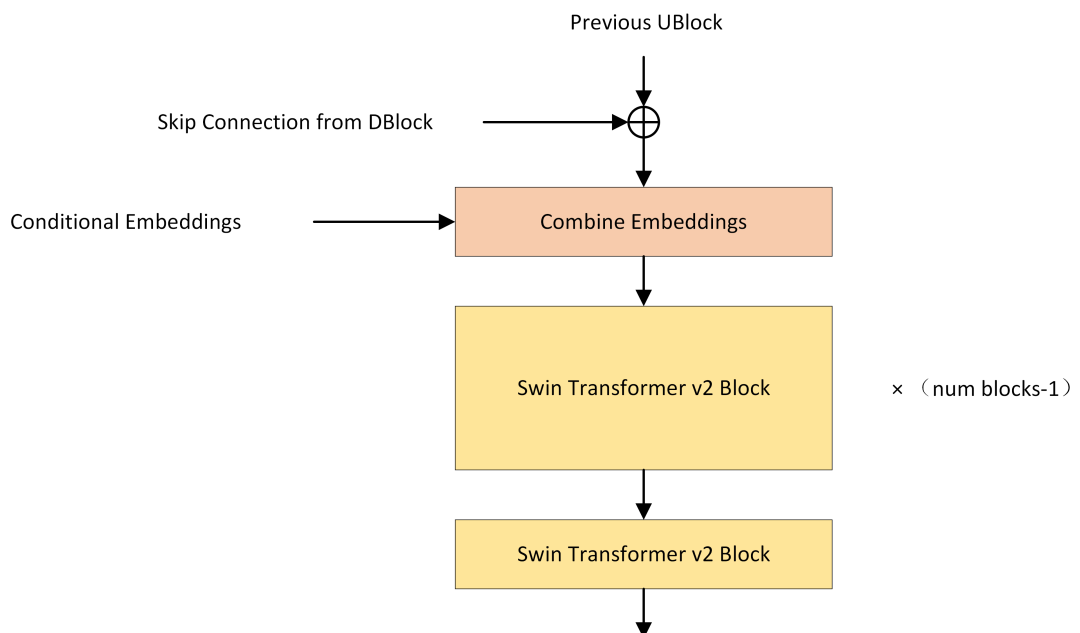 Previous UBlock
Skip Connection from DBlock
Conditional Embeddings
Combine Embeddings
Swin Transformer v2 Block
×（num blocks-1）
Swin Transformer v2 Block